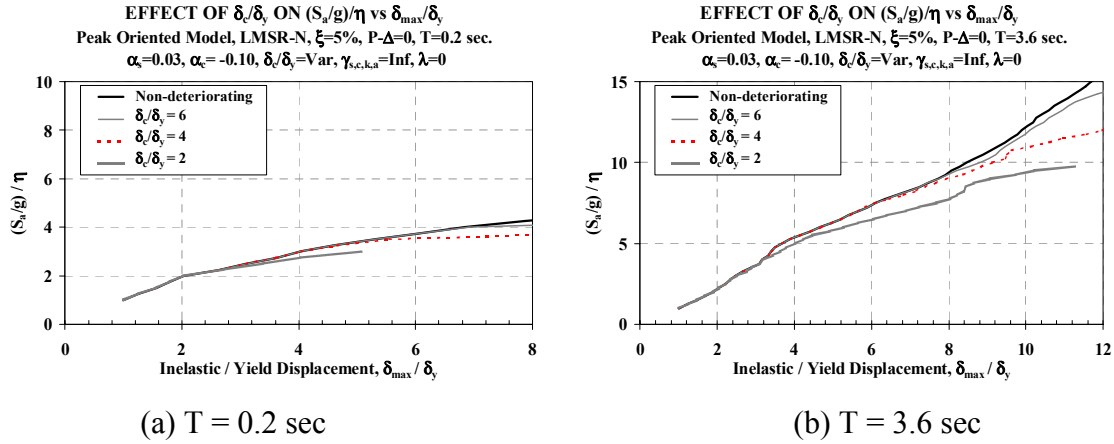 EFFECT OF δc/δy ON (Sa/g)/η vs δmax/δy
Peak Oriented Model, LMSR-N, ξ=5%, P-Δ=0, T=0.2 sec.
αs=0.03, αc= -0.10, δc/δy=Var, γs,c,k,a=Inf, λ=0
10
8
6
4
2
0
(Sa/g) / η
Non-deteriorating
δc/δy = 6
δc/δy = 4
δc/δy = 2
0 2 4 6 8
Inelastic / Yield Displacement, δmax / δy
(a) T = 0.2 sec
EFFECT OF δc/δy ON (Sa/g)/η vs δmax/δy
Peak Oriented Model, LMSR-N, ξ=5%, P-Δ=0, T=3.6 sec.
αs=0.03, αc= -0.10, δc/δy=Var, γs,c,k,a=Inf, λ=0
15
10
5
0
(Sa/g) / η
Non-deteriorating
δc/δy = 6
δc/δy = 4
δc/δy = 2
0 2 4 6 8 10 12
Inelastic / Yield Displacement, δmax / δy
(b) T = 3.6 sec